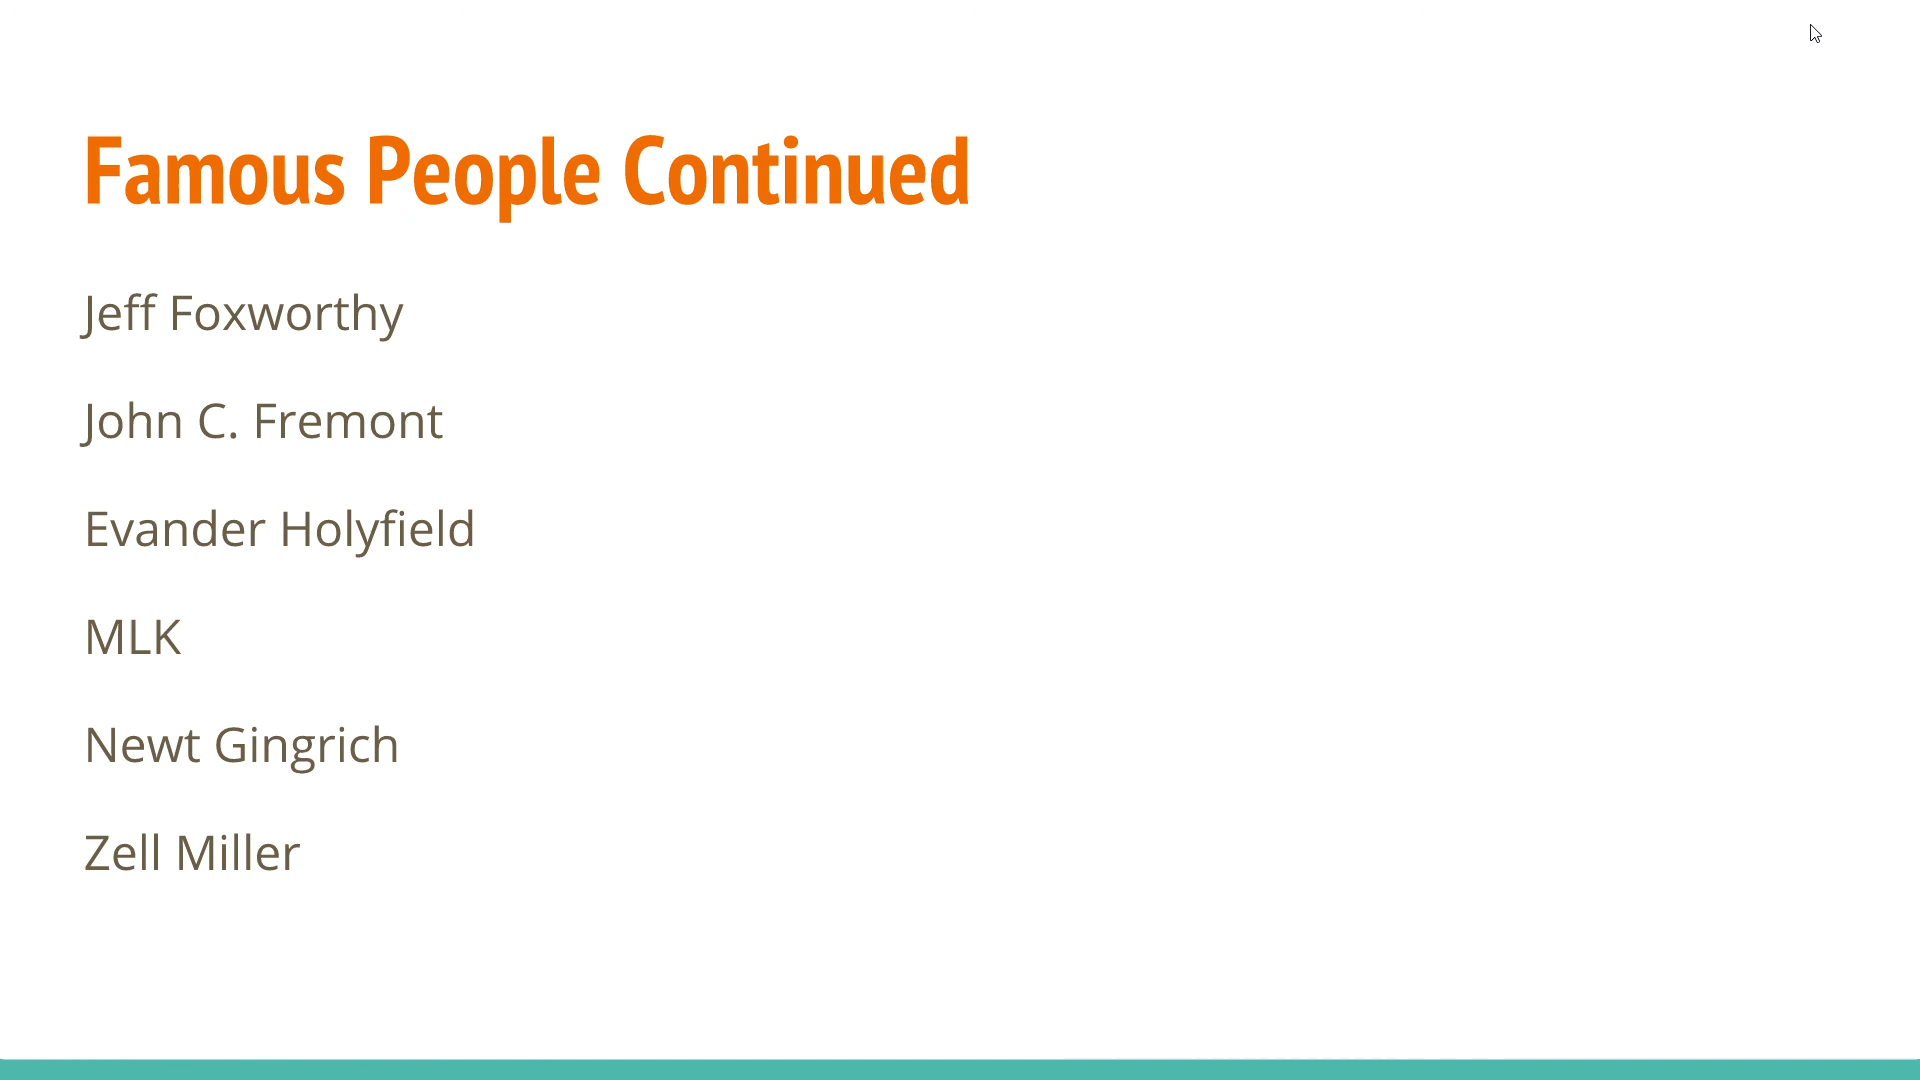 Famous People Continued
Jeff Foxworthy
John C. Fremont
Evander Holyfield
MLK
Newt Gingrich
Zell Miller